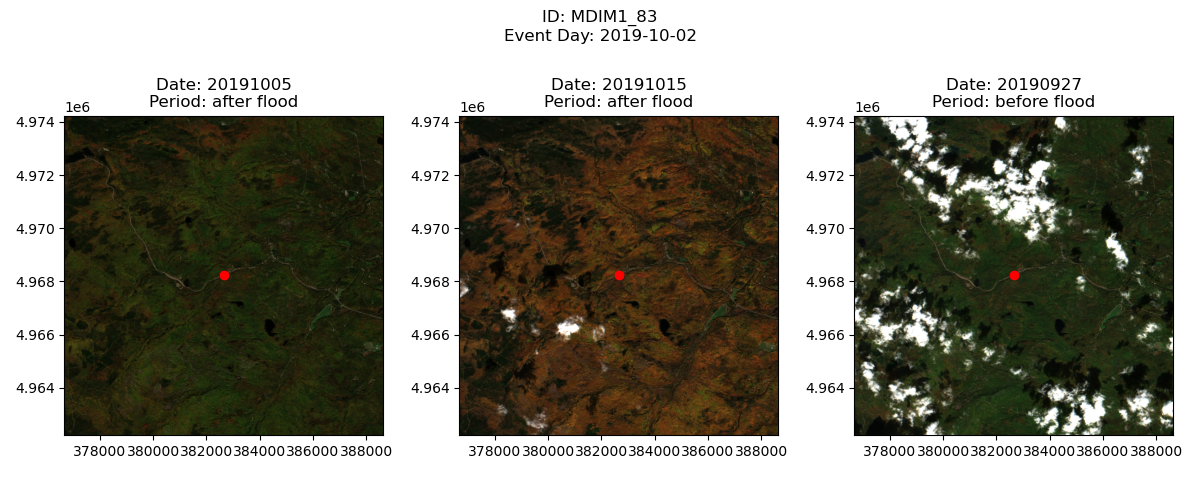 ID: MDIM1_83
Event Day: 2019-10-02
Date: 20191005
Period: after flood
1e6
4.974
4.972
4.970
4.968
4.966
4.964
378000 380000 382000 384000 386000 388000
Date: 20191015
Period: after flood
1e6
4.974
4.972
4.970
4.968
4.966
4.964
378000 380000 382000 384000 386000 388000
Date: 20190927
Period: before flood
1e6
4.974
4.972
4.970
4.968
4.966
4.964
378000 380000 382000 384000 386000 388000